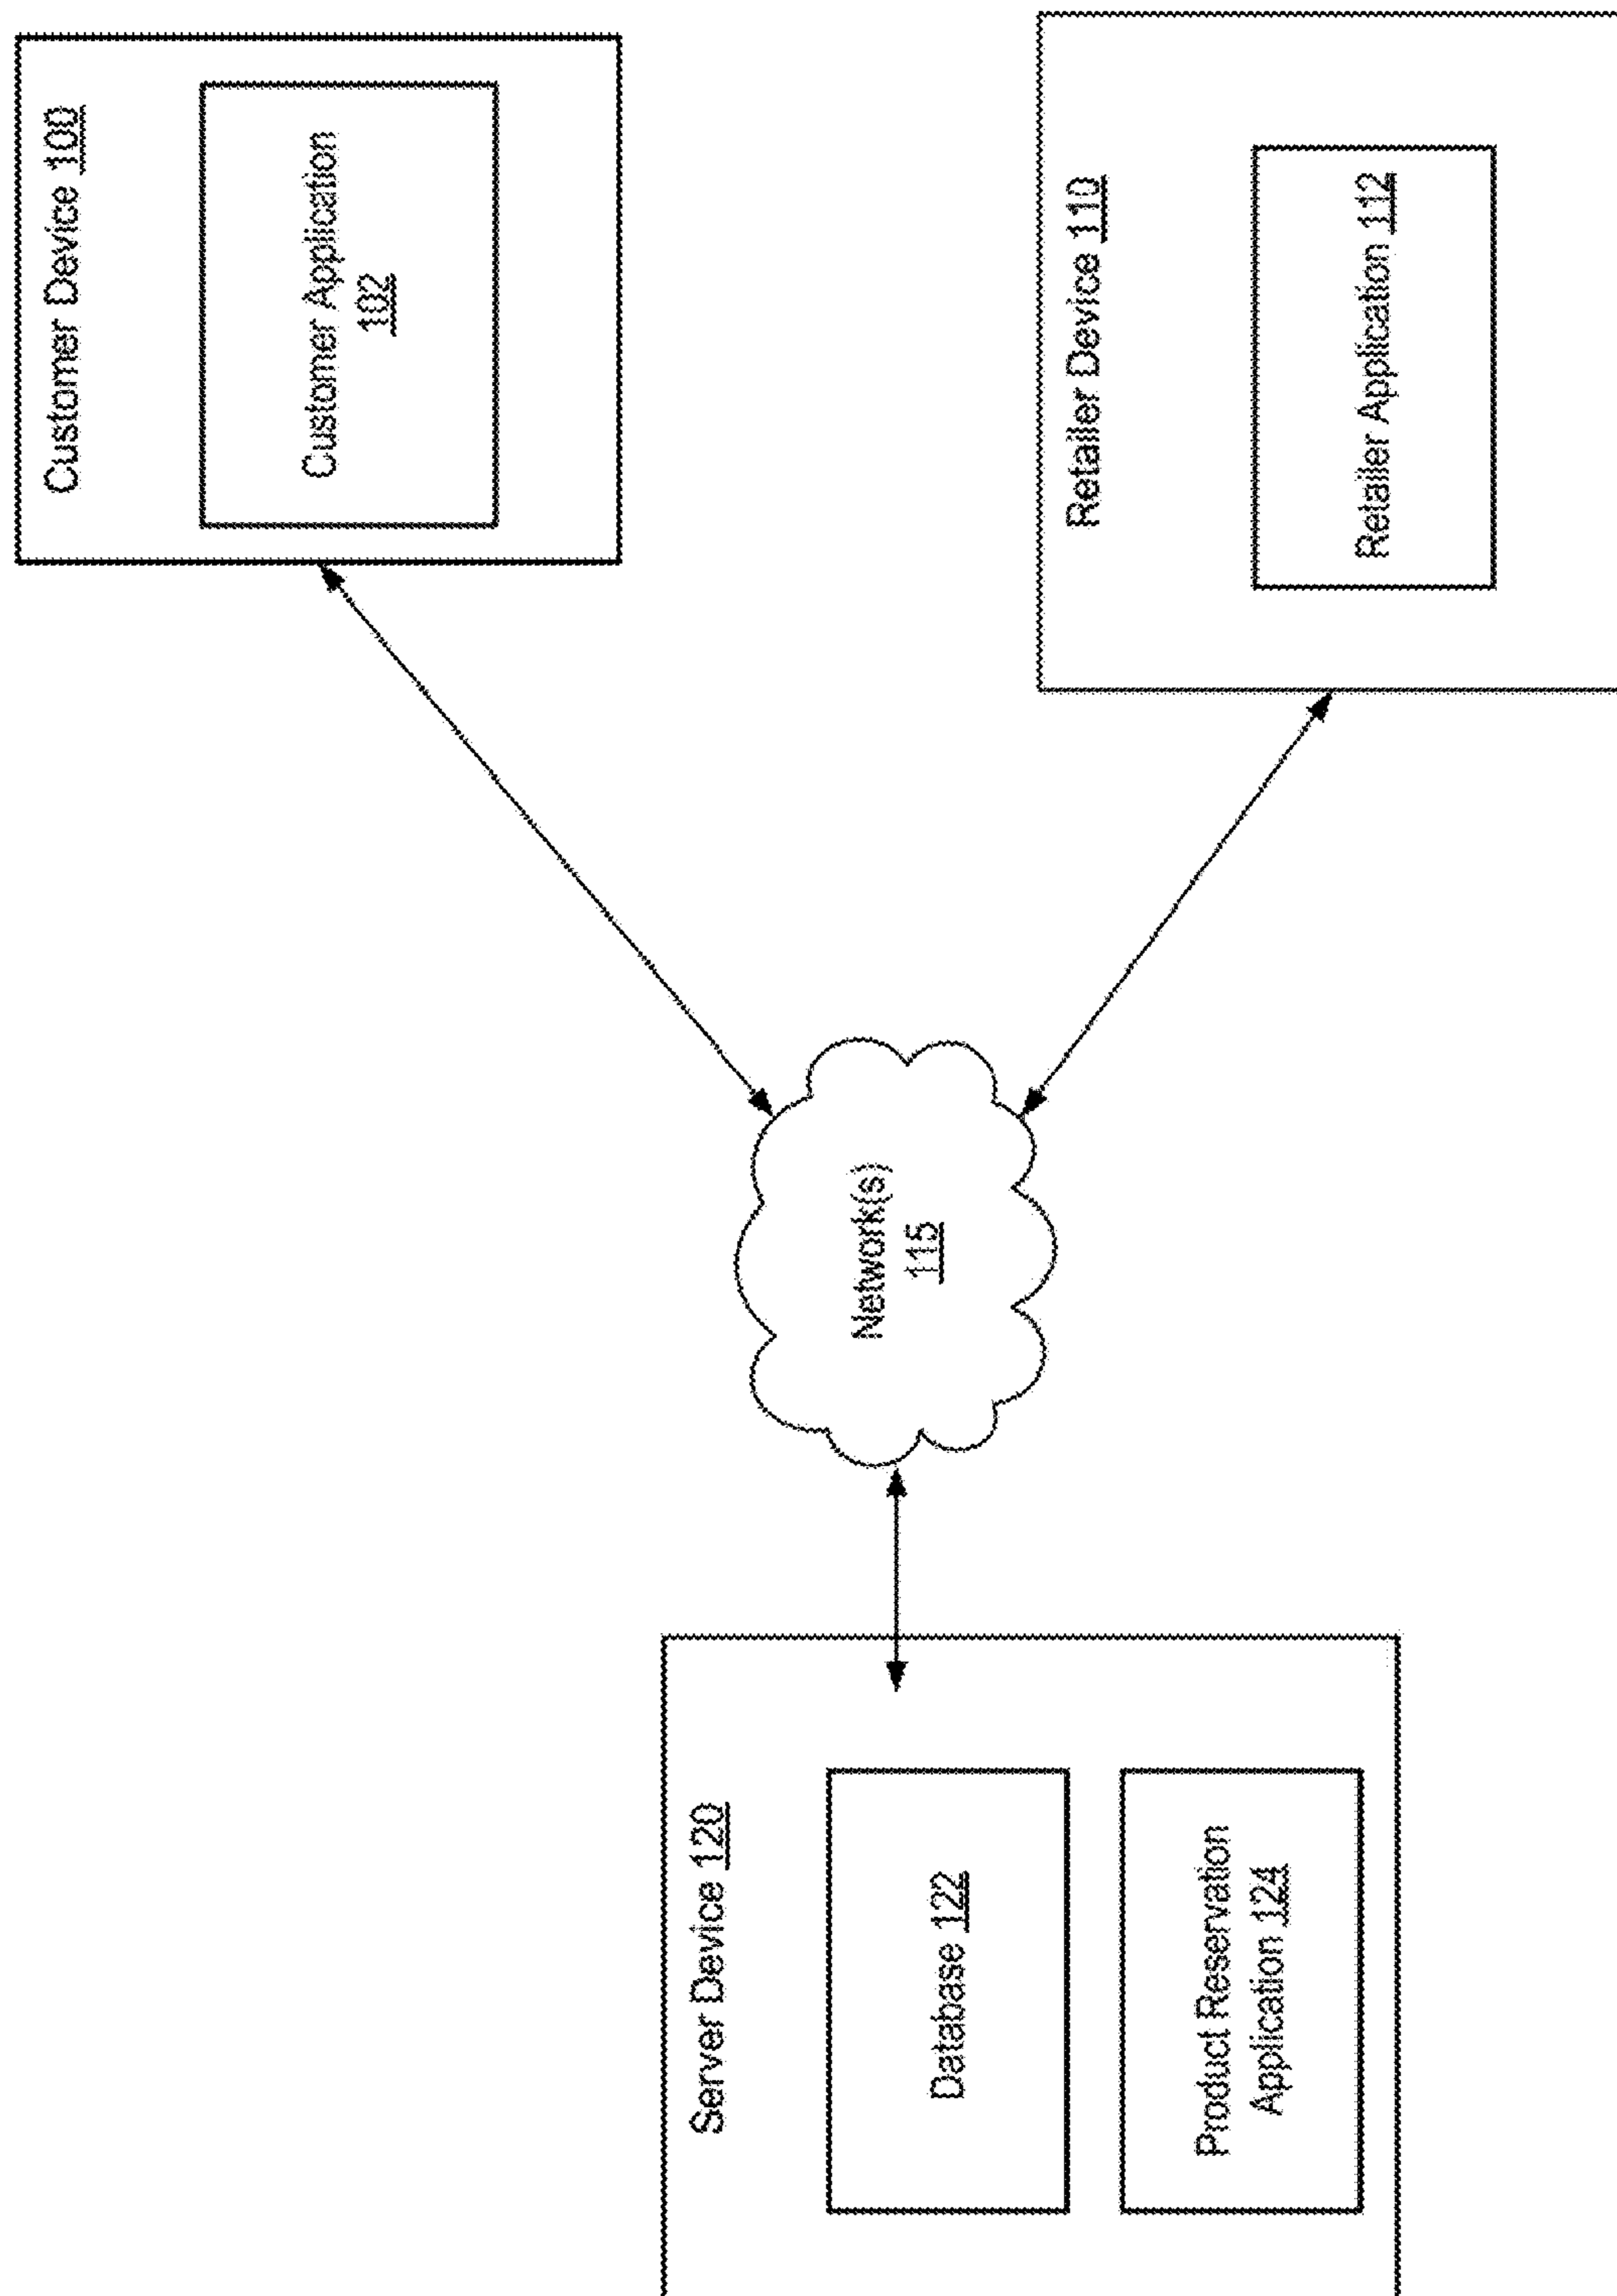 Server Device 120
Database 122
Product Reservation
Application 124
Network(s)
115
Customer Device 100
Customer Application
102
Retailer Device 110
Retailer Application 112